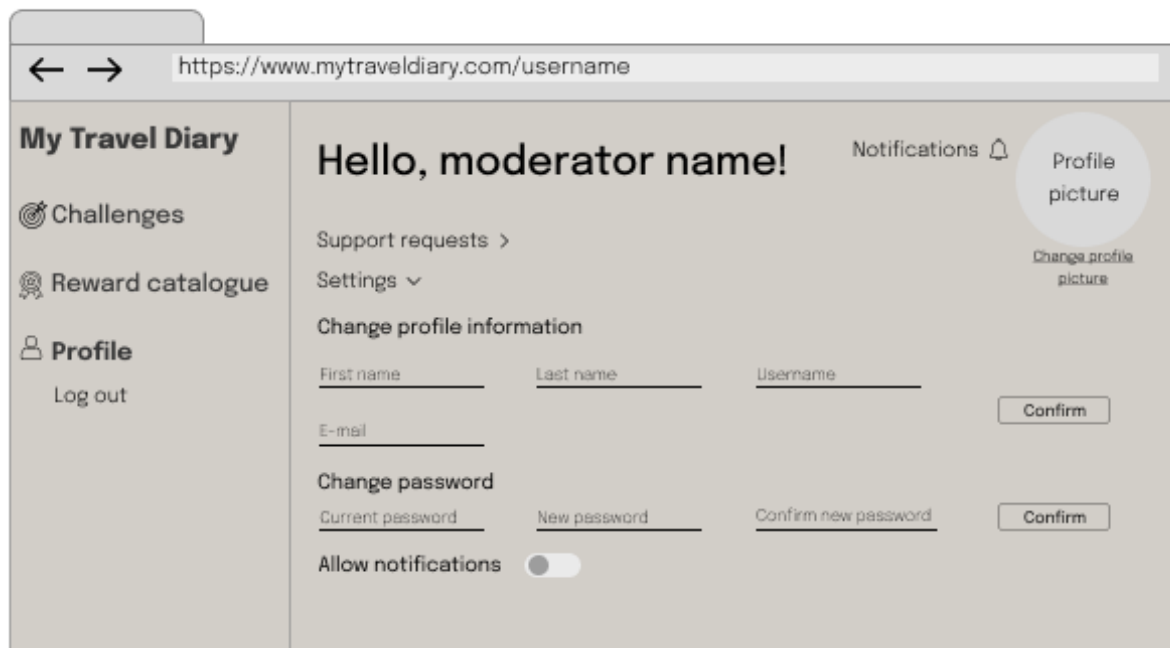 https://www.mytraveldiary.com/username
My Travel Diary
Challenges
Reward catalogue
Profile
Log out
Hello, moderator name!
Notifications
Profile
picture
Change profile
picture
Support requests >
Settings
Change profile information
First name
Last name
Username
E-mail
Confirm
Change password
Current password
New password
Confirm new password
Confirm
Allow notifications